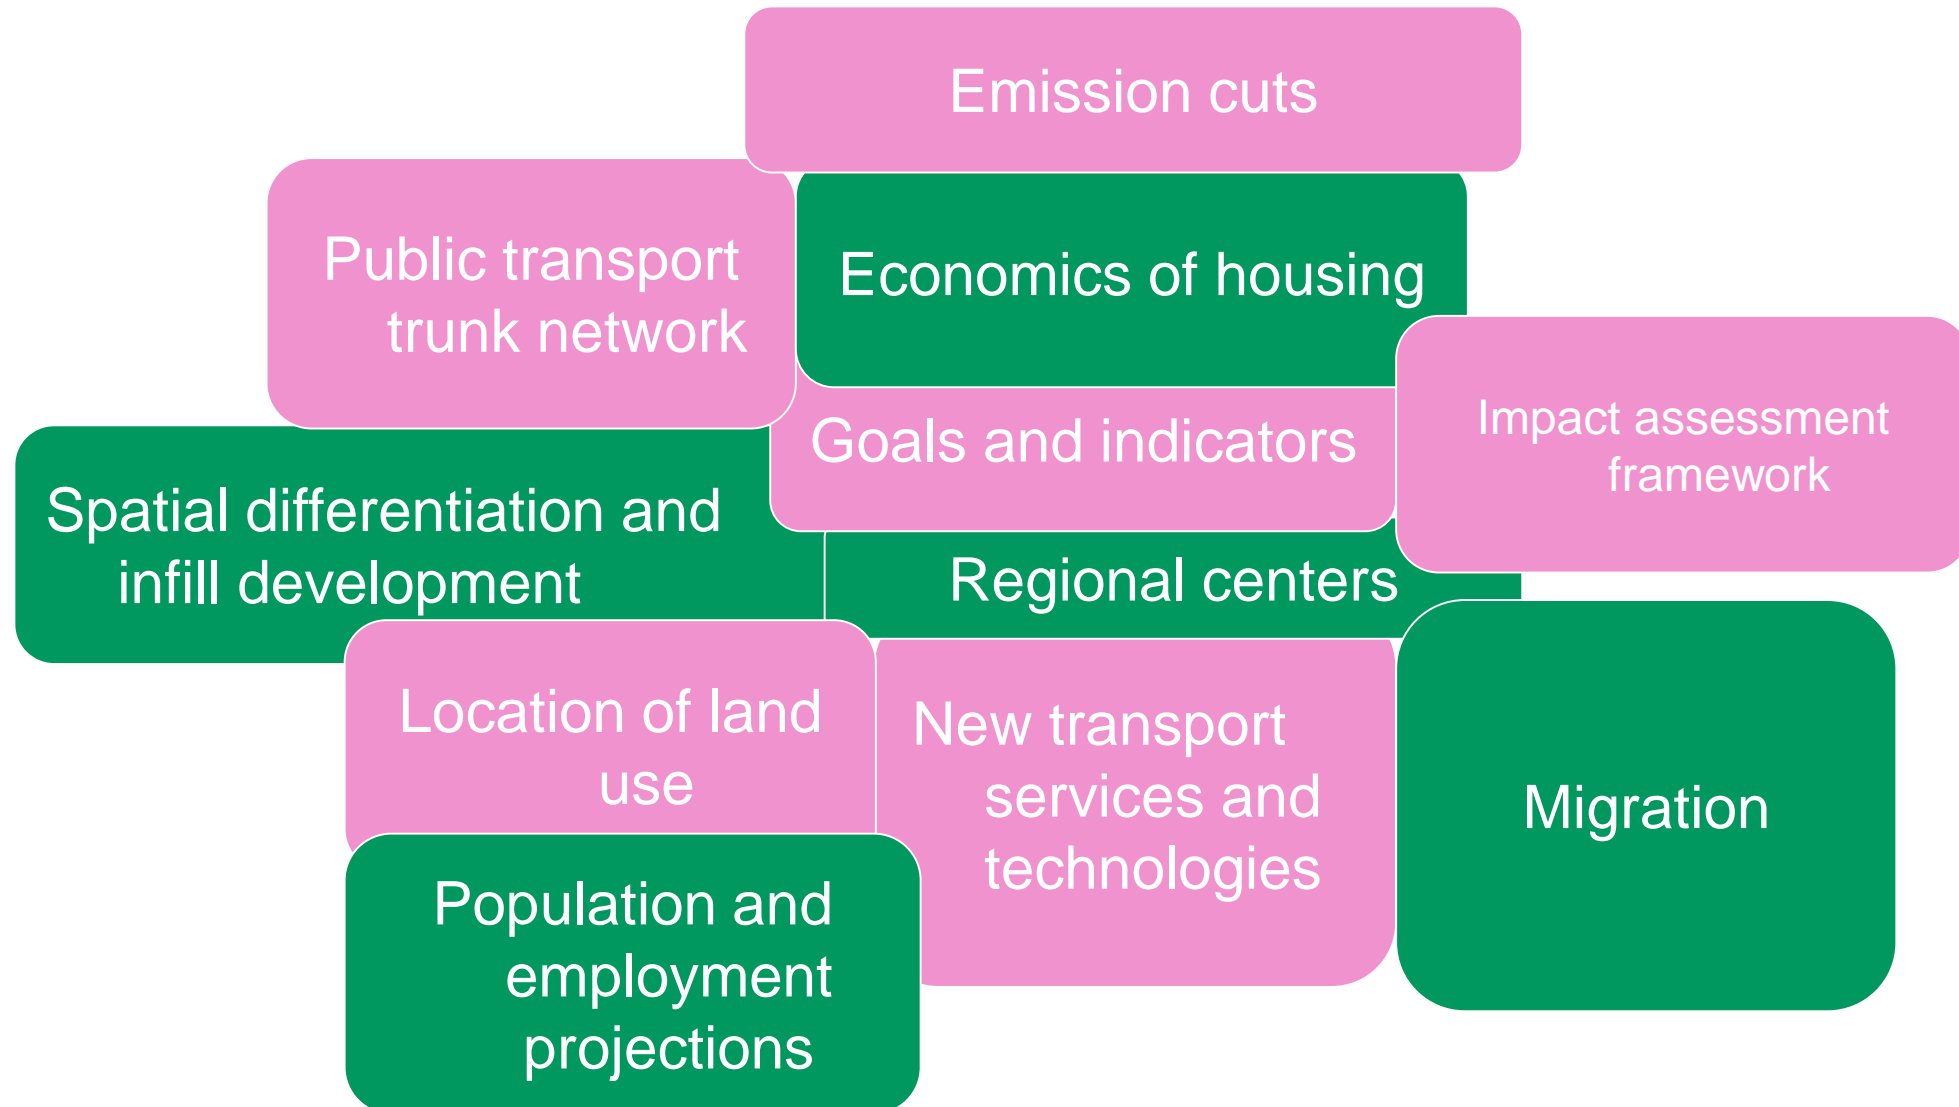 Emission cuts
Public transport
trunk network
Economics of housing
Goals and indicators
Impact assessment
framework
Spatial differentiation and
infill development
Regional centers
Location of land
use
New transport
services and
technologies
Migration
Population and
employment
projections